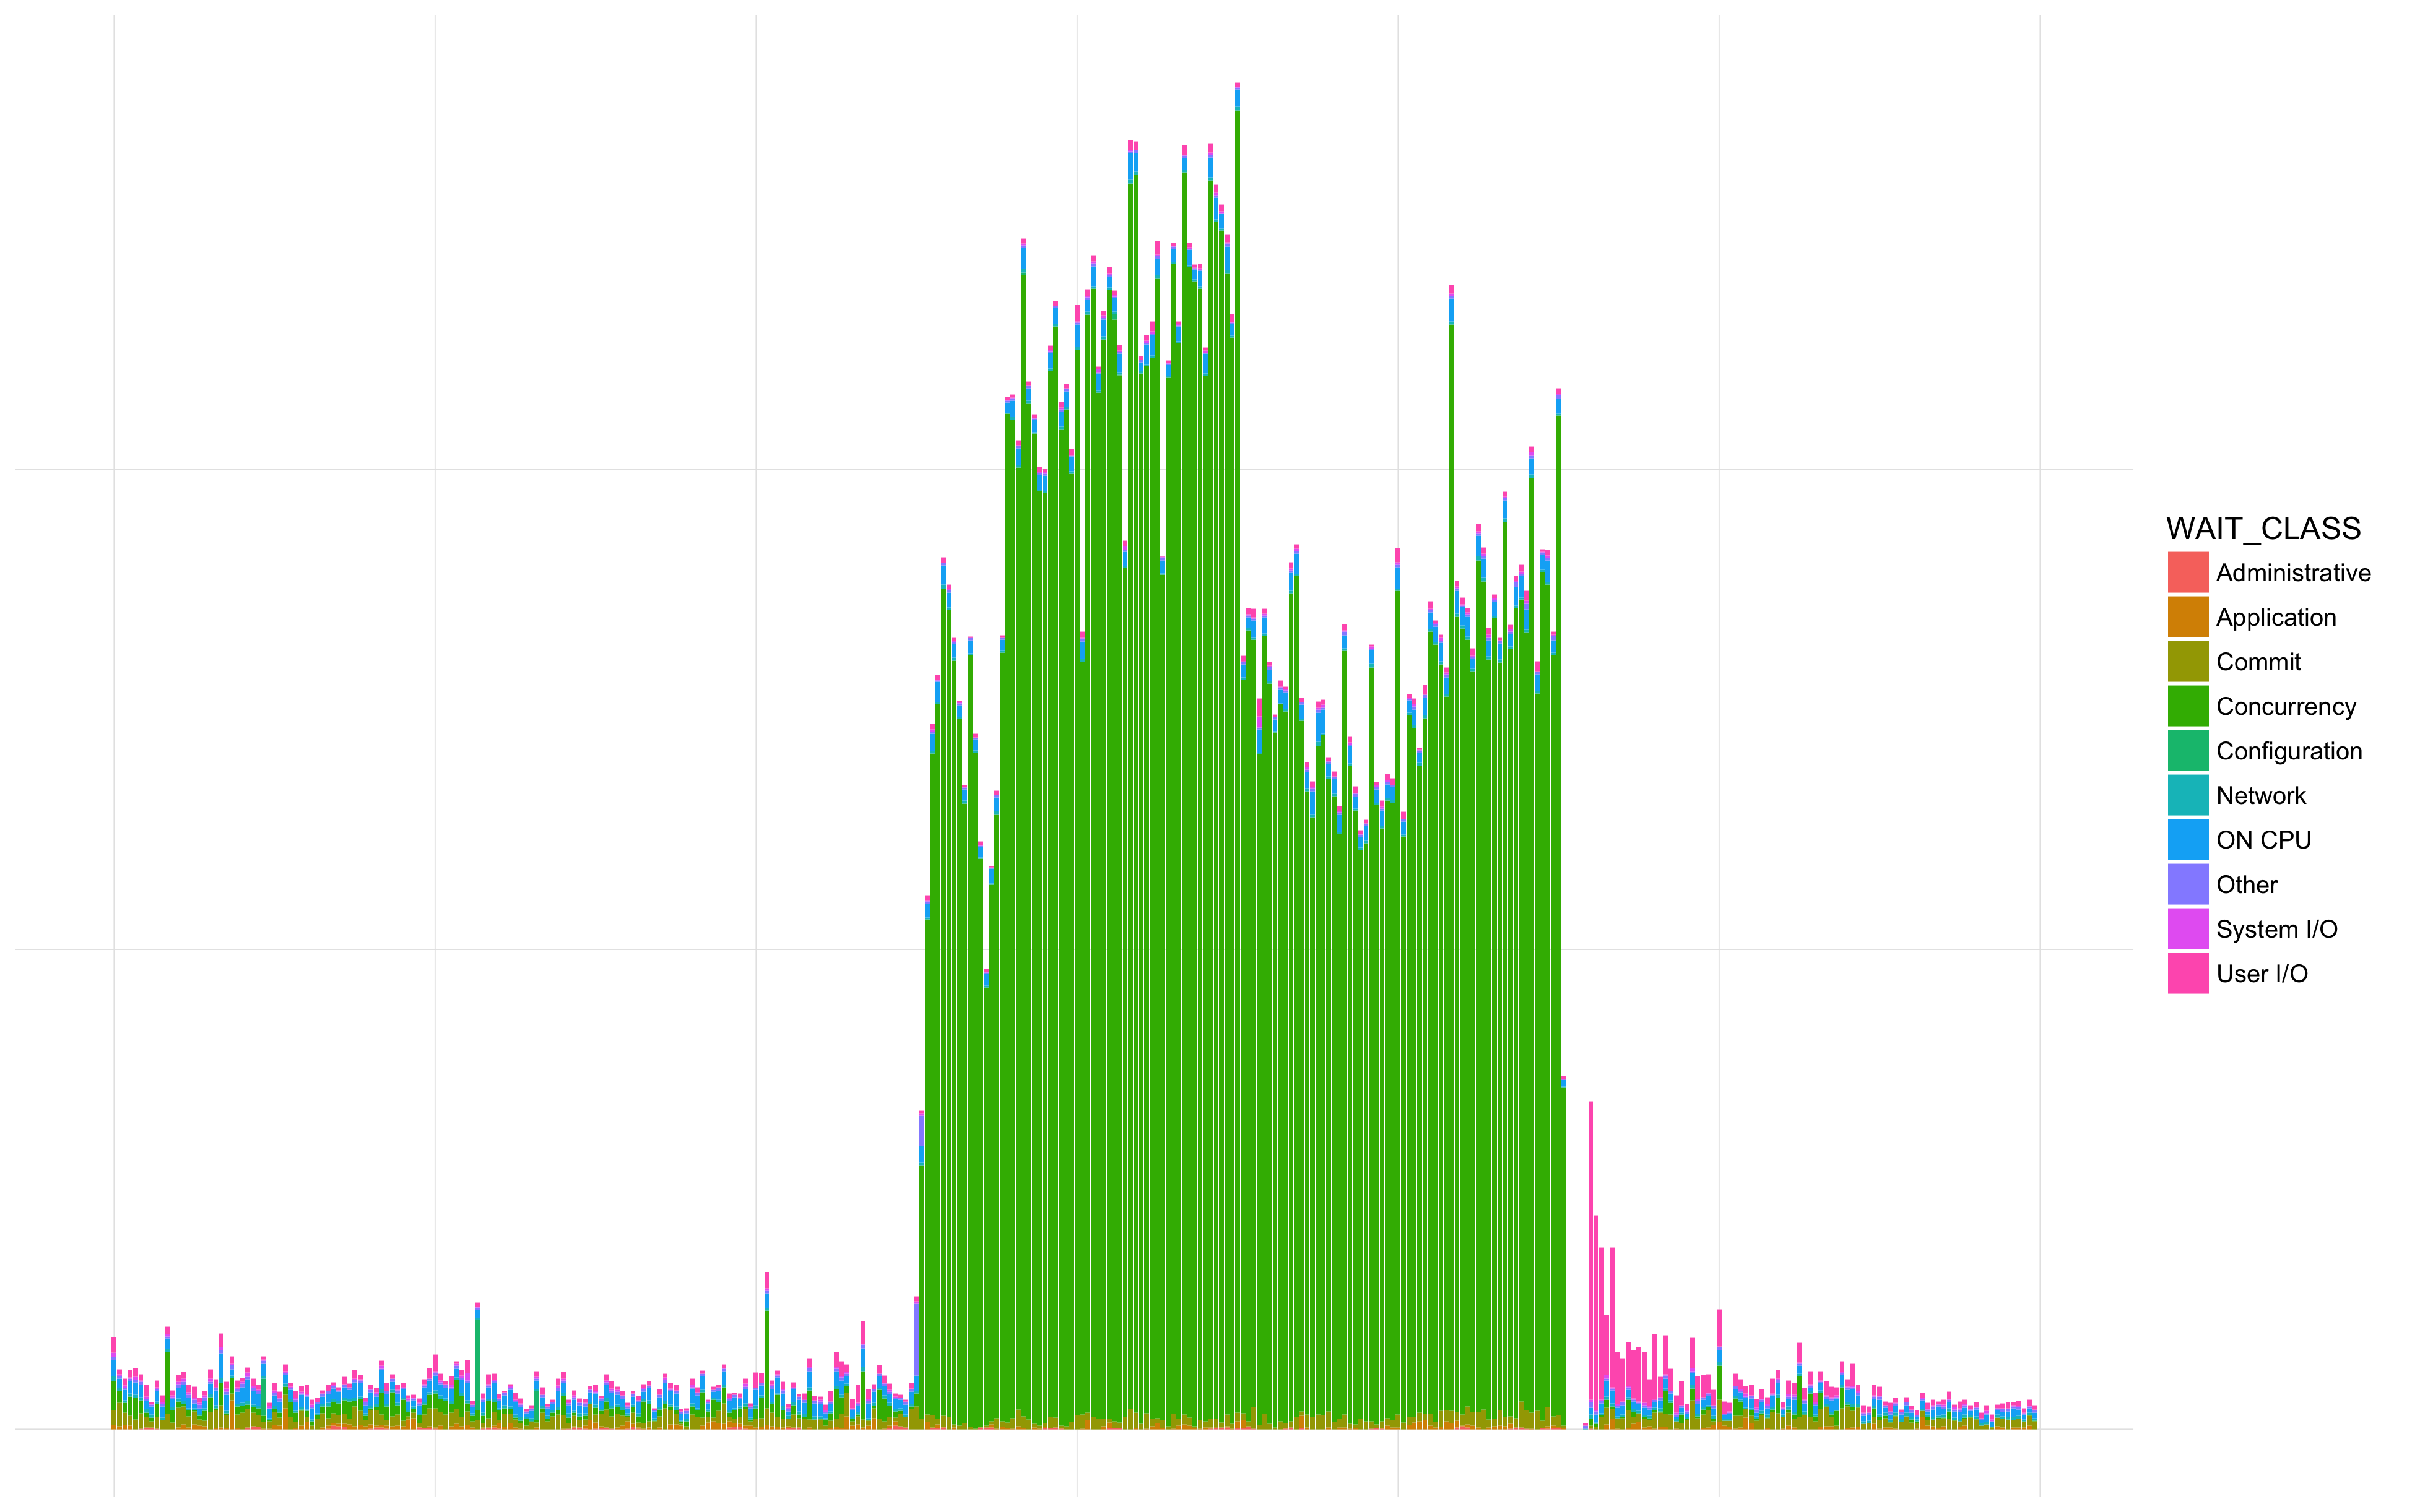 WAIT_CLASS
Administrative
Application
Commit
Concurrency
Configuration
Network
ON CPU
Other
System I/O
User I/O